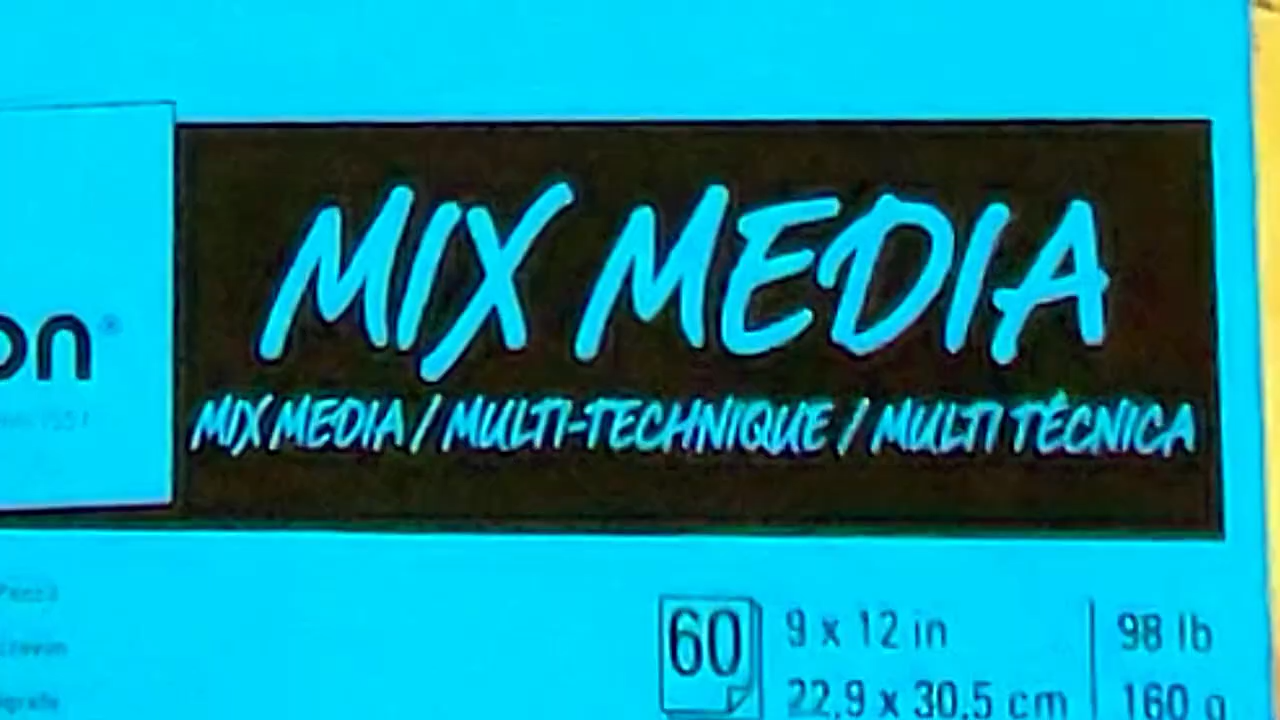 MIX MEDIA
on®
MIX MEDIA / MULTI-TECHNIQUE / MULTI TÉCNICA
60 9 x 12 in 98 lb
22,9 x 30,5 cm 160 g